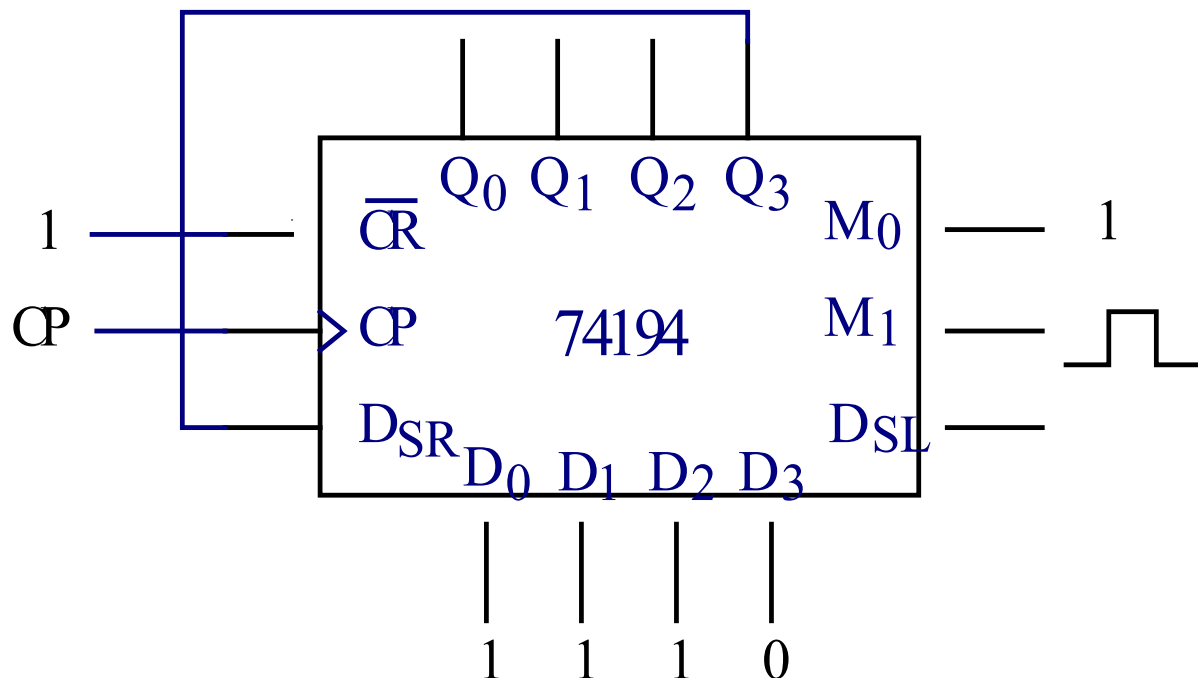 Q0 Q1 Q2 Q3
1 C̅R̅ M0 1
CP CP 74194 M1
DSR DSL
D0 D1 D2 D3
1 1 1 0